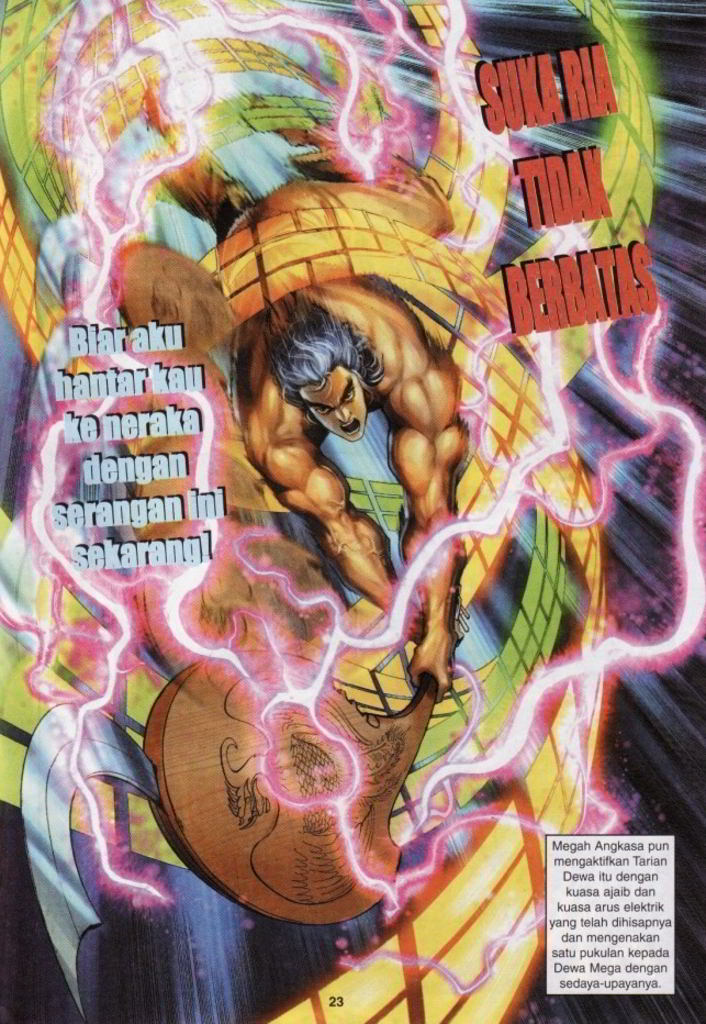 SUKA RIA
TIDAK
BERBATAS
Biar aku
hantar kau
ke neraka
dengan
serangan ini
sekarang!
Megah Angkasa pun
mengaktifkan Tarian
Dewa itu dengan
kuasa ajaib dan
kuasa arus elektrik
yang telah dihisapnya
dan mengenakan
satu pukulan kepada
Dewa Mega dengan
sedaya-upayanya.
23